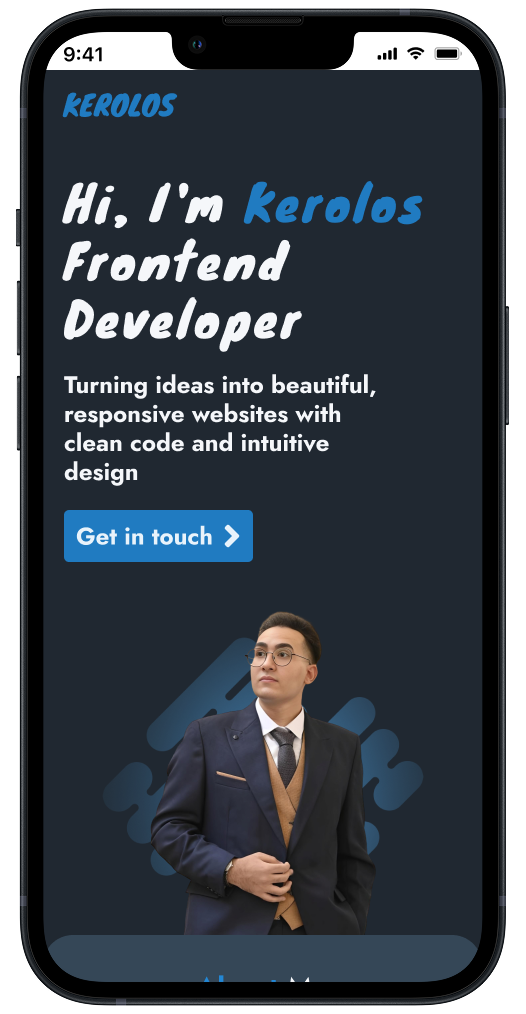 9:41
KEROLOS
Hi, I'm Kerolos
Frontend
Developer
Turning ideas into beautiful,
responsive websites with
clean code and intuitive
design
Get in touch